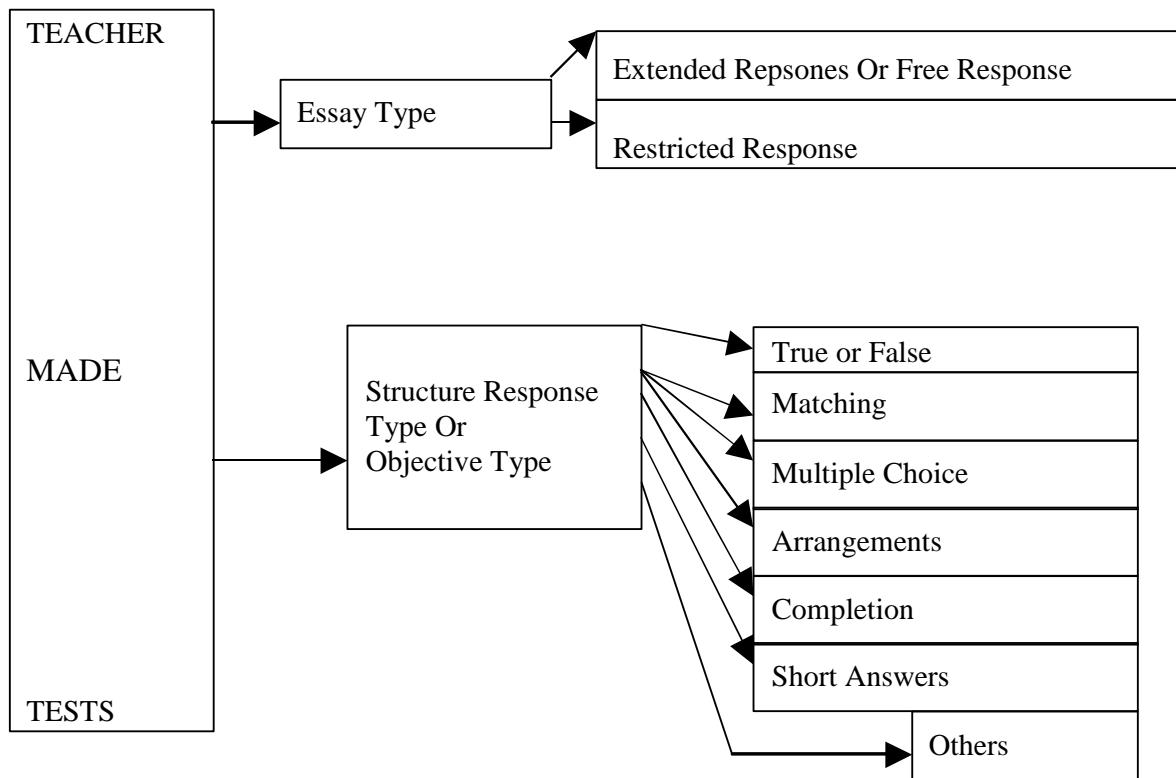 TEACHER
Extended Repsones Or Free Response
Essay Type
Restricted Response
MADE
Structure Response
Type Or
Objective Type
True or False
Matching
Multiple Choice
Arrangements
Completion
Short Answers
TESTS
Others